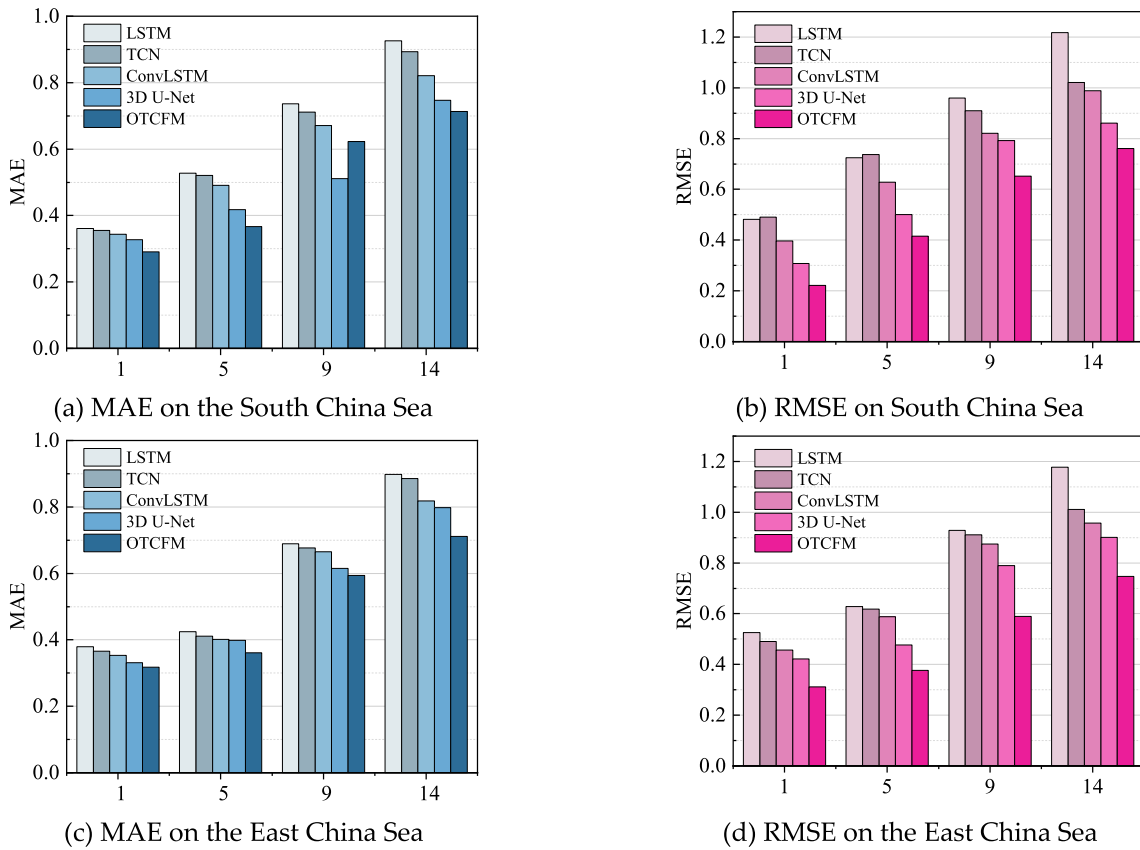 1.0
0.8
0.6
0.4
0.2
0.0
MAE
LSTM
TCN
ConvLSTM
3D U-Net
OTCFM
1 5 9 14
(a) MAE on the South China Sea
1.2
1.0
0.8
0.6
0.4
0.2
0.0
RMSE
LSTM
TCN
ConvLSTM
3D U-Net
OTCFM
1 5 9 14
(b) RMSE on South China Sea
1.0
0.8
0.6
0.4
0.2
0.0
MAE
LSTM
TCN
ConvLSTM
3D U-Net
OTCFM
1 5 9 14
(c) MAE on the East China Sea
1.2
1.0
0.8
0.6
0.4
0.2
0.0
RMSE
LSTM
TCN
ConvLSTM
3D U-Net
OTCFM
1 5 9 14
(d) RMSE on the East China Sea